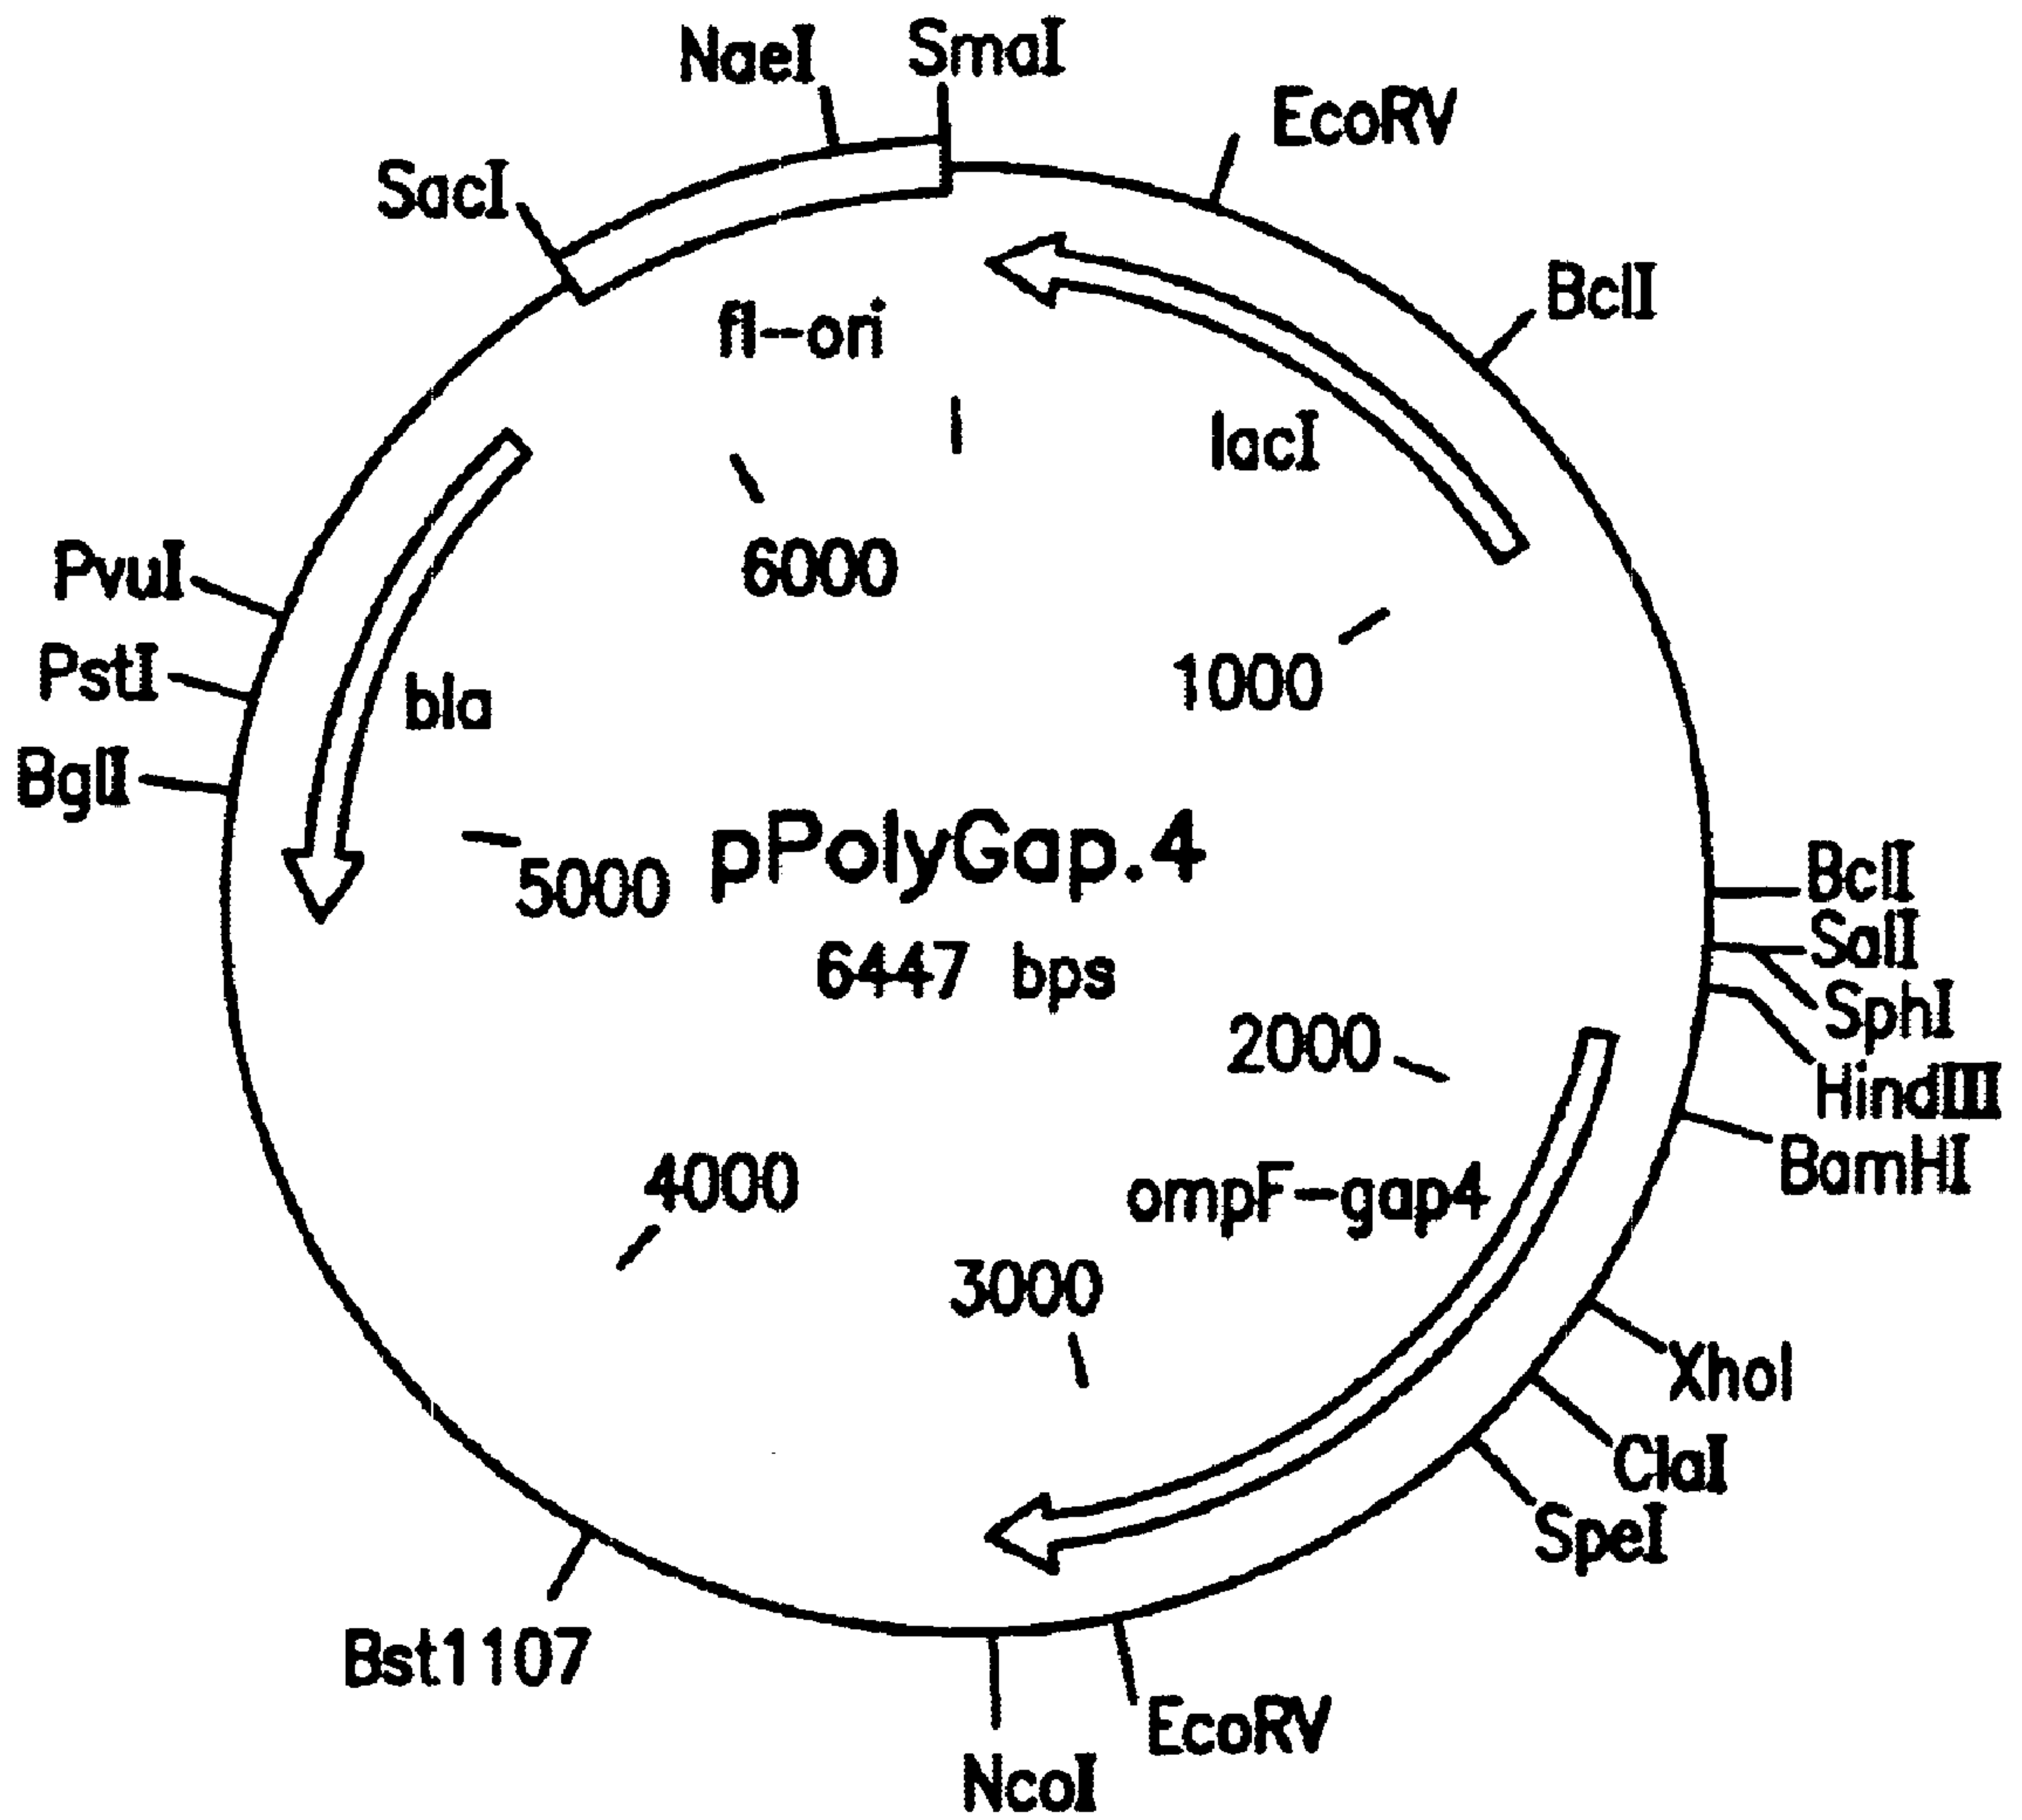 NaeI
SmaI
EcoRV
SacI
BclI
f1-ori
lacI
6000
PvuI
1000
PstI
bla
BglI
pPolyGap.4
5000
BclI
SalI
6447 bps
SphI
2000
HindIII
BamHI
4000
ompF-gap4
3000
XhoI
ClaI
SpeI
Bst1107
EcoRV
NcoI